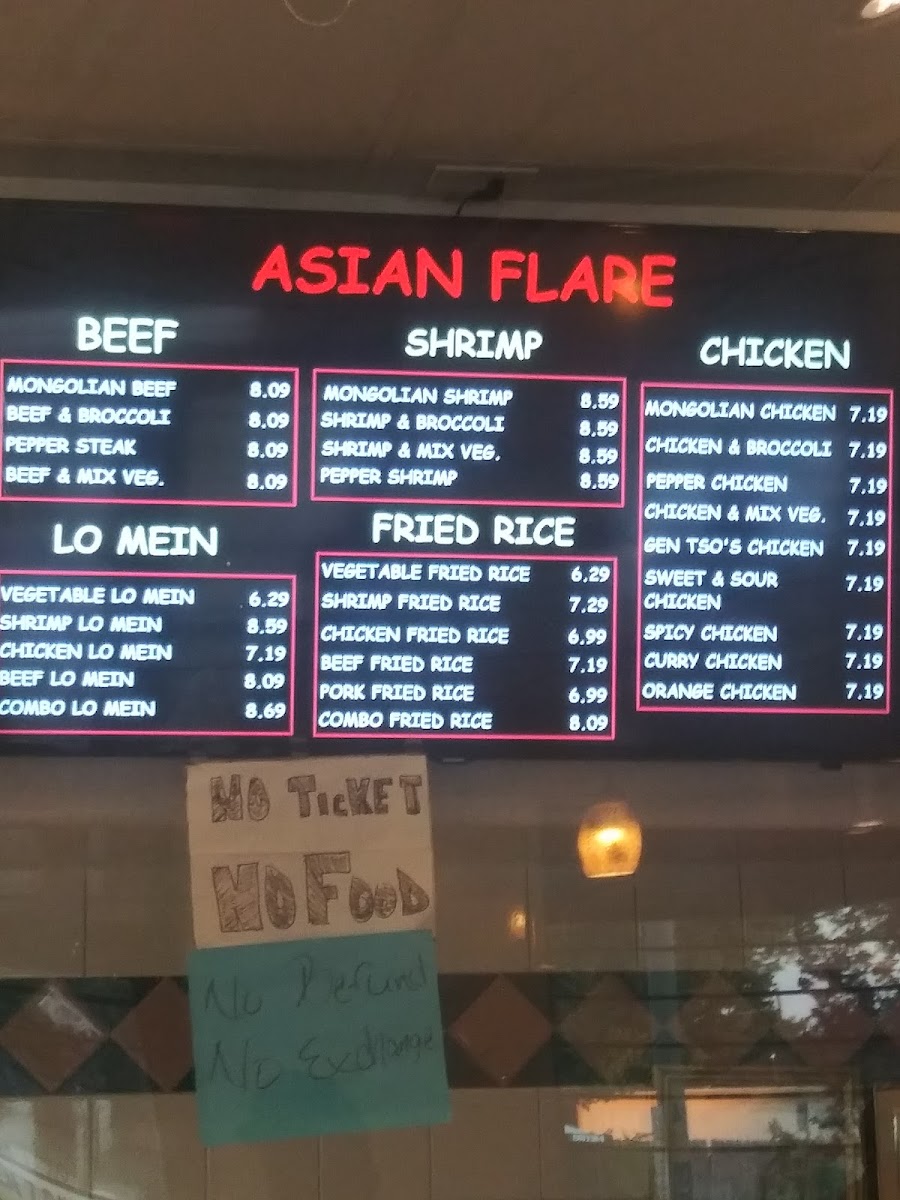 ASIAN FLARE
BEEF
MONGOLIAN BEEF 8.09
BEEF & BROCCOLI 8.09
PEPPER STEAK 8.09
BEEF & MIX VEG. 8.09
SHRIMP
MONGOLIAN SHRIMP 8.59
SHRIMP & BROCCOLI 8.59
SHRIMP & MIX VEG. 8.59
PEPPER SHRIMP 8.59
CHICKEN
MONGOLIAN CHICKEN 7.19
CHICKEN & BROCCOLI 7.19
PEPPER CHICKEN 7.19
CHICKEN & MIX VEG. 7.19
GEN TSO'S CHICKEN 7.19
SWEET & SOUR 7.19
CHICKEN
SPICY CHICKEN 7.19
CURRY CHICKEN 7.19
ORANGE CHICKEN 7.19
LO MEIN
VEGETABLE LO MEIN 6.29
SHRIMP LO MEIN 8.59
CHICKEN LO MEIN 7.19
BEEF LO MEIN 8.09
COMBO LO MEIN 8.69
FRIED RICE
VEGETABLE FRIED RICE 6.29
SHRIMP FRIED RICE 7.29
CHICKEN FRIED RICE 6.99
BEEF FRIED RICE 7.19
PORK FRIED RICE 6.99
COMBO FRIED RICE 8.09
NO TICKET
NO FOOD
No Refund
No Exchange